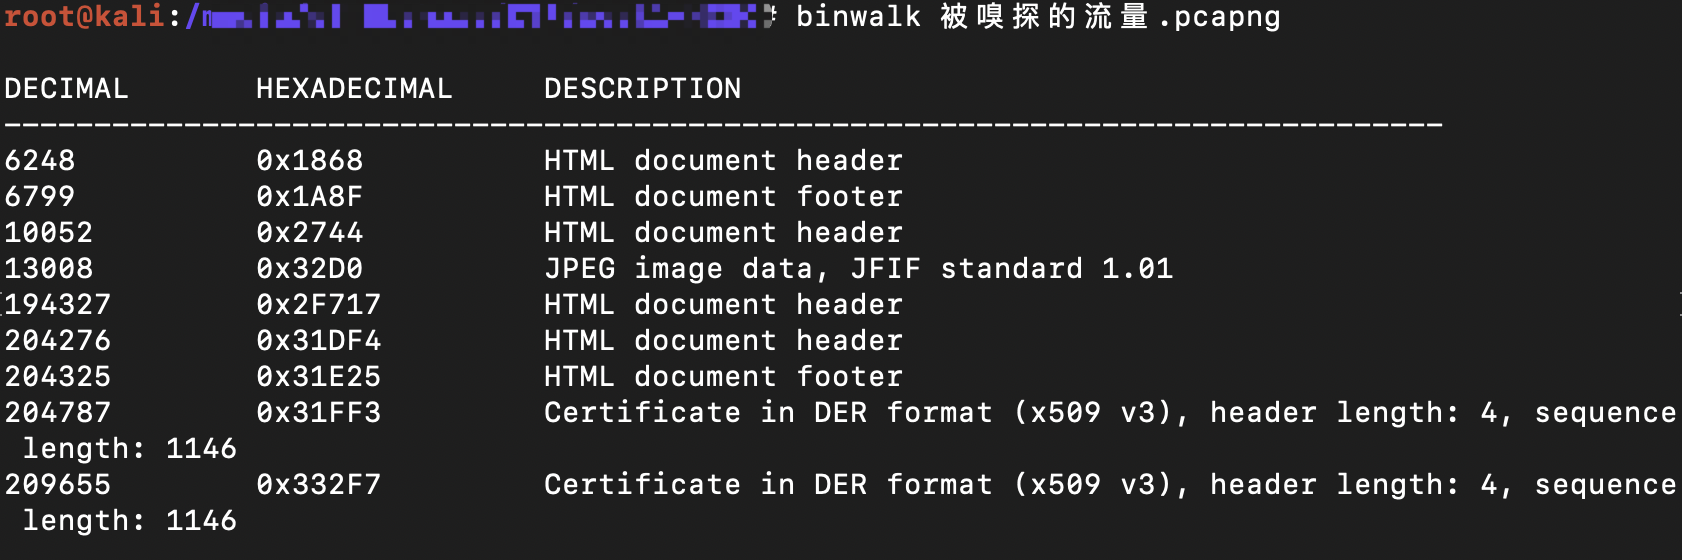 root@kali:/ # binwalk 被嗅探的流量.pcapng
DECIMAL HEXADECIMAL DESCRIPTION
--------------------------------------------------------------------------------
6248 0x1868 HTML document header
6799 0x1A8F HTML document footer
10052 0x2744 HTML document header
13008 0x32D0 JPEG image data, JFIF standard 1.01
194327 0x2F717 HTML document header
204276 0x31DF4 HTML document header
204325 0x31E25 HTML document footer
204787 0x31FF3 Certificate in DER format (x509 v3), header length: 4, sequence
length: 1146
209655 0x332F7 Certificate in DER format (x509 v3), header length: 4, sequence
length: 1146